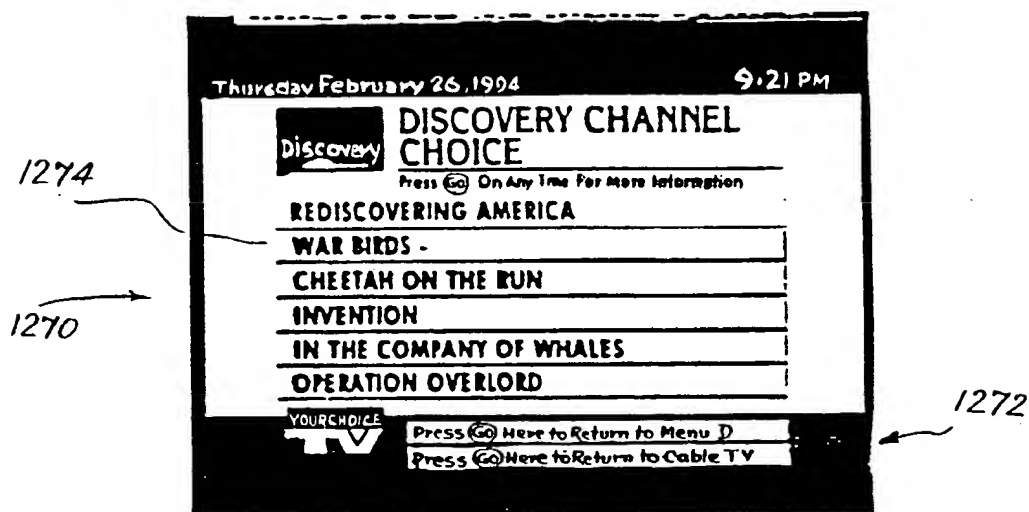 Thursday February 26, 1994 9:21 PM
Discovery
DISCOVERY CHANNEL
CHOICE
Press Go On Any Time For More Information
1274
REDISCOVERING AMERICA
WAR BIRDS -
CHEETAH ON THE RUN
1270
INVENTION
IN THE COMPANY OF WHALES
OPERATION OVERLORD
1272
YOUR CHOICE
TV
Press Go Here to Return to Menu D
Press Go Here to Return to Cable TV